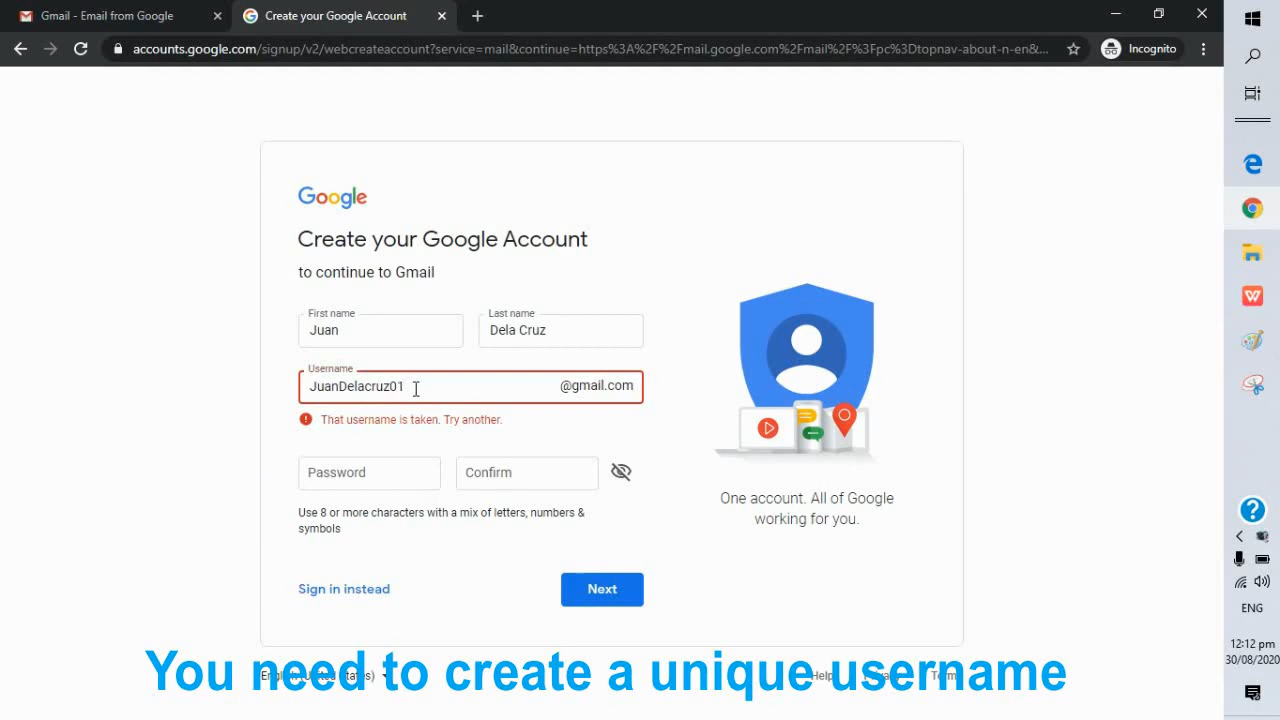 Gmail - Email from Google
Create your Google Account
accounts.google.com/signup/v2/webcreateaccount?service=mail&continue=https%3A%2F%2Fmail.google.com%2Fmail%2F%3Fpc%3Dtopnav-about-n-en&...
Incognito
Google
Create your Google Account
to continue to Gmail
First name
Juan
Last name
Dela Cruz
Username
JuanDelacruz01
@gmail.com
That username is taken. Try another.
Password
Confirm
Use 8 or more characters with a mix of letters, numbers &
symbols
One account. All of Google
working for you.
Sign in instead
Next
You need to create a unique username
English (United States)
Help
ENG
12:12 pm
30/08/2020